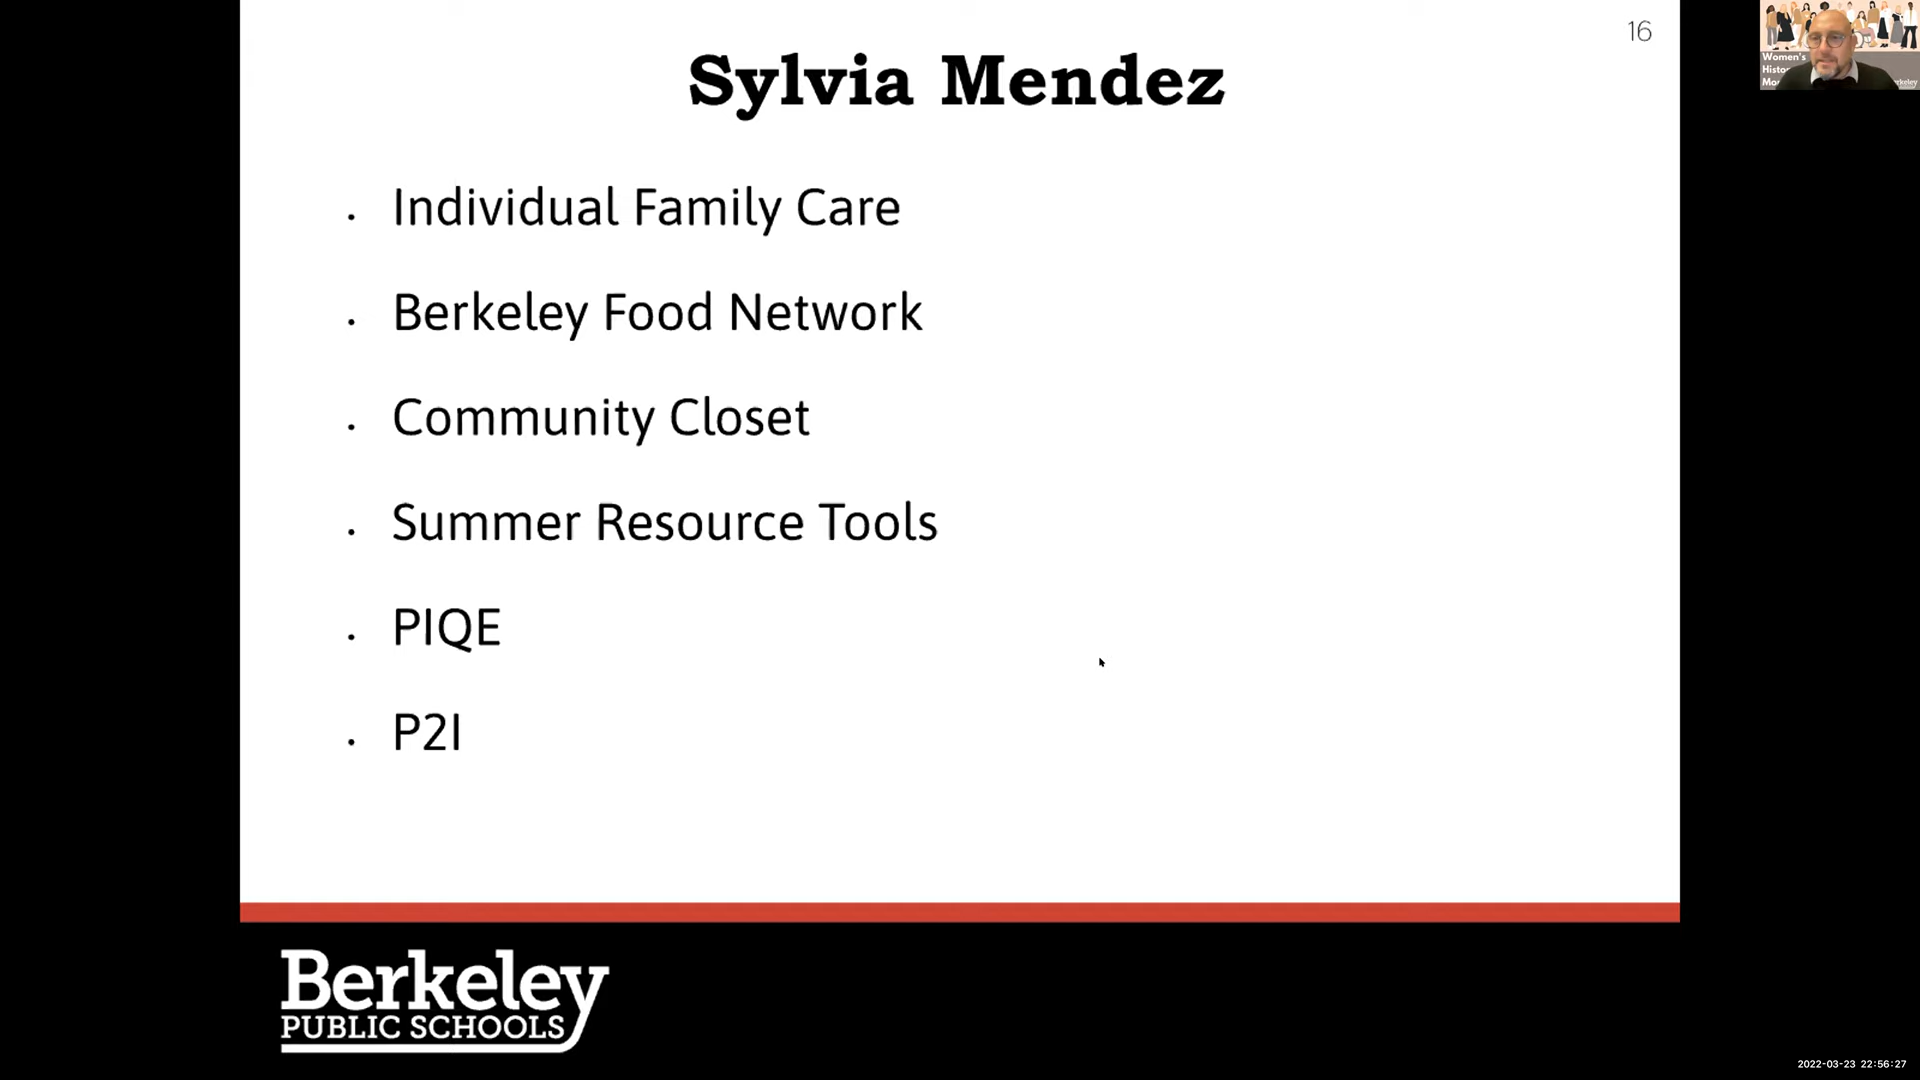 16
Sylvia Mendez
Individual Family Care
Berkeley Food Network
Community Closet
Summer Resource Tools
PIQE
P2I
Berkeley
PUBLIC SCHOOLS
Women's
2022-03-23 22:56:27